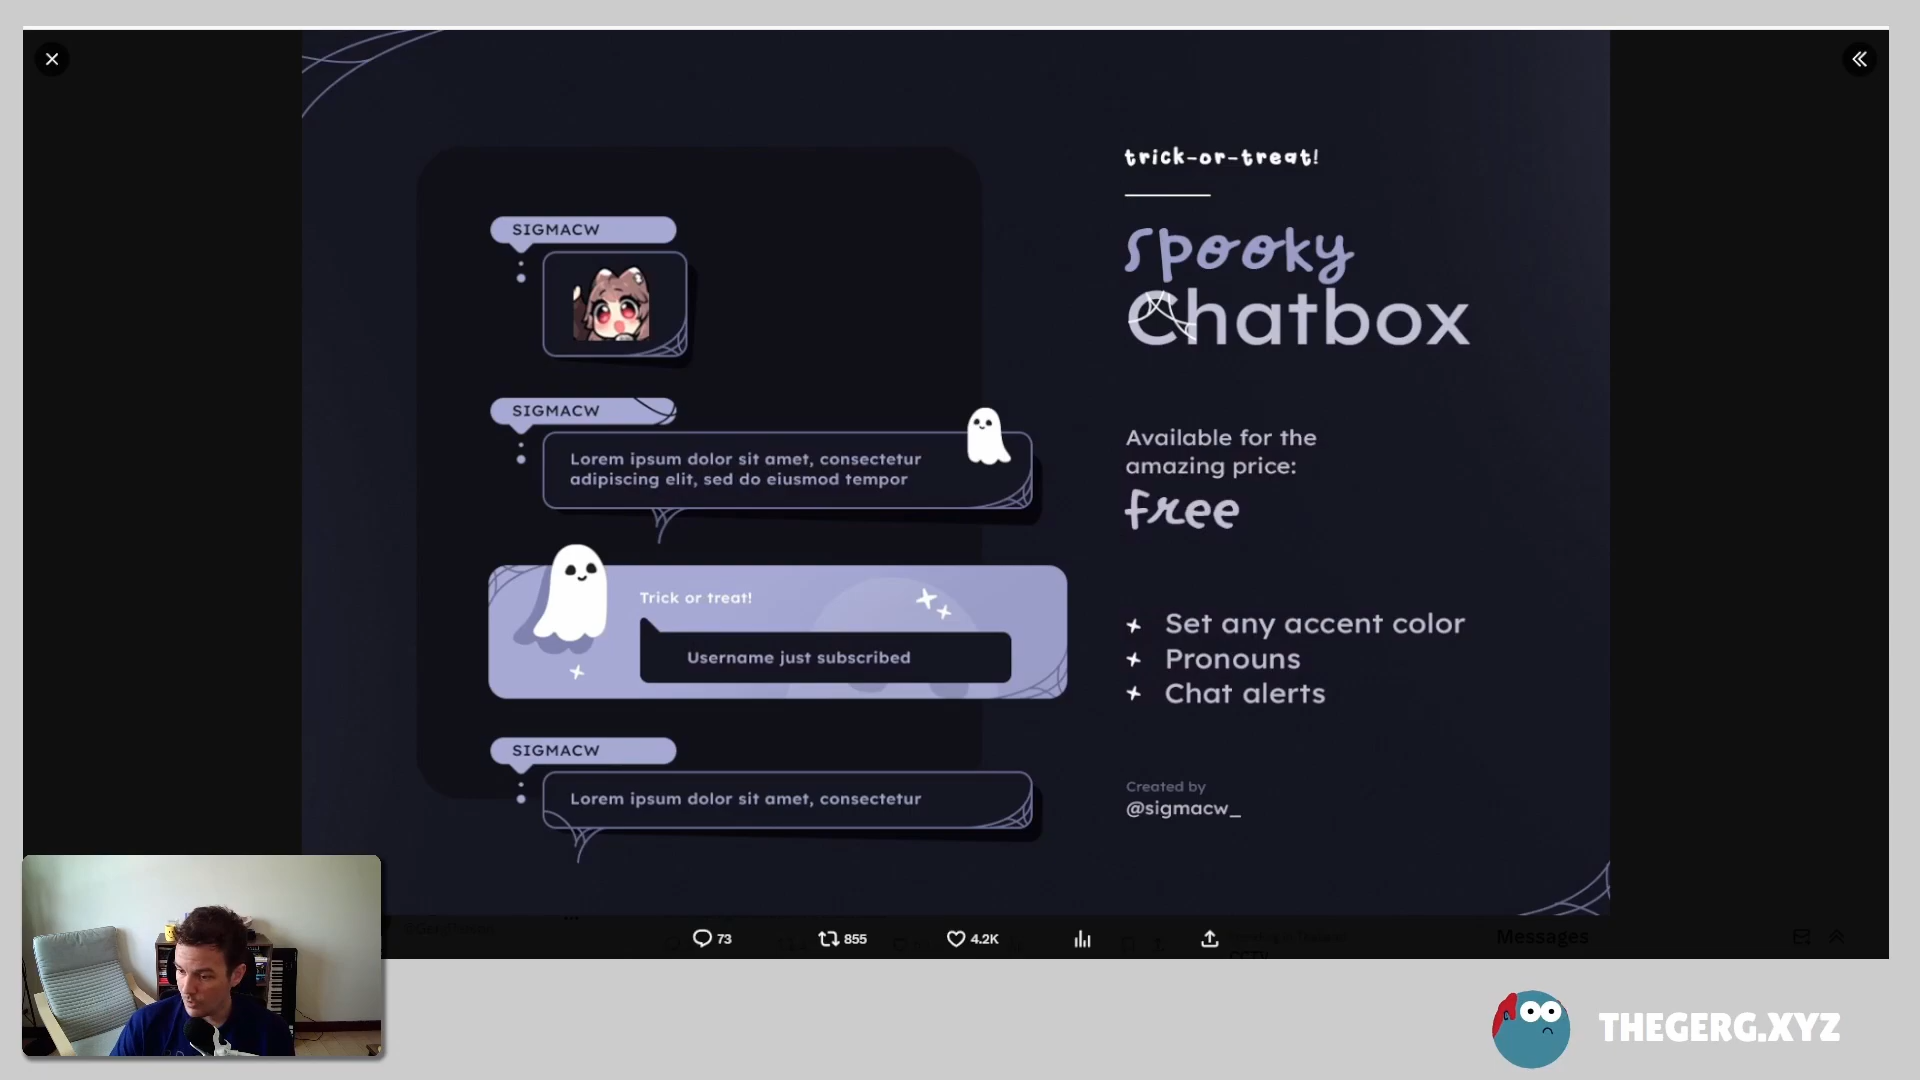 trick-or-treat!
spooky
Chatbox
SIGMACW
SIGMACW
Lorem ipsum dolor sit amet, consectetur
adipiscing elit, sed do eiusmod tempor
Trick or treat!
Username just subscribed
SIGMACW
Lorem ipsum dolor sit amet, consectetur
Available for the
amazing price:
free
Set any accent color
Pronouns
Chat alerts
Created by
@sigmacw_
73
855
4.2K
Messages
THEGERG.XYZ